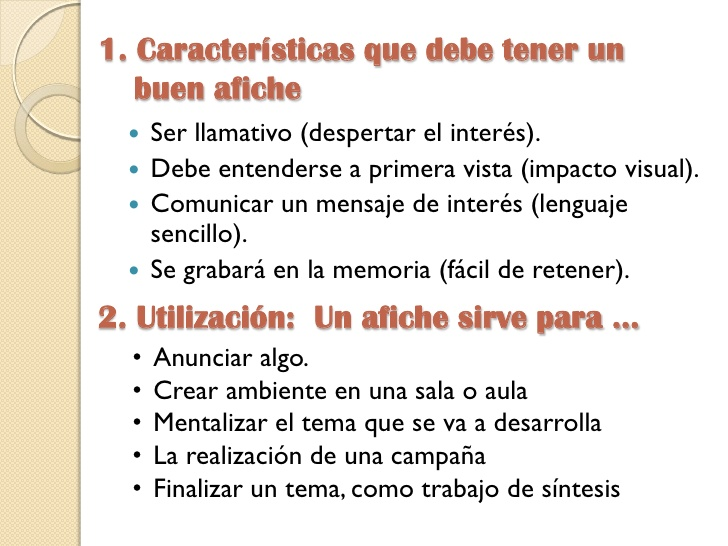 1. Características que debe tener un
buen afiche
• Ser llamativo (despertar el interés).
• Debe entenderse a primera vista (impacto visual).
• Comunicar un mensaje de interés (lenguaje
sencillo).
• Se grabará en la memoria (fácil de retener).
2. Utilización: Un afiche sirve para ...
• Anunciar algo.
• Crear ambiente en una sala o aula
• Mentalizar el tema que se va a desarrolla
• La realización de una campaña
• Finalizar un tema, como trabajo de síntesis